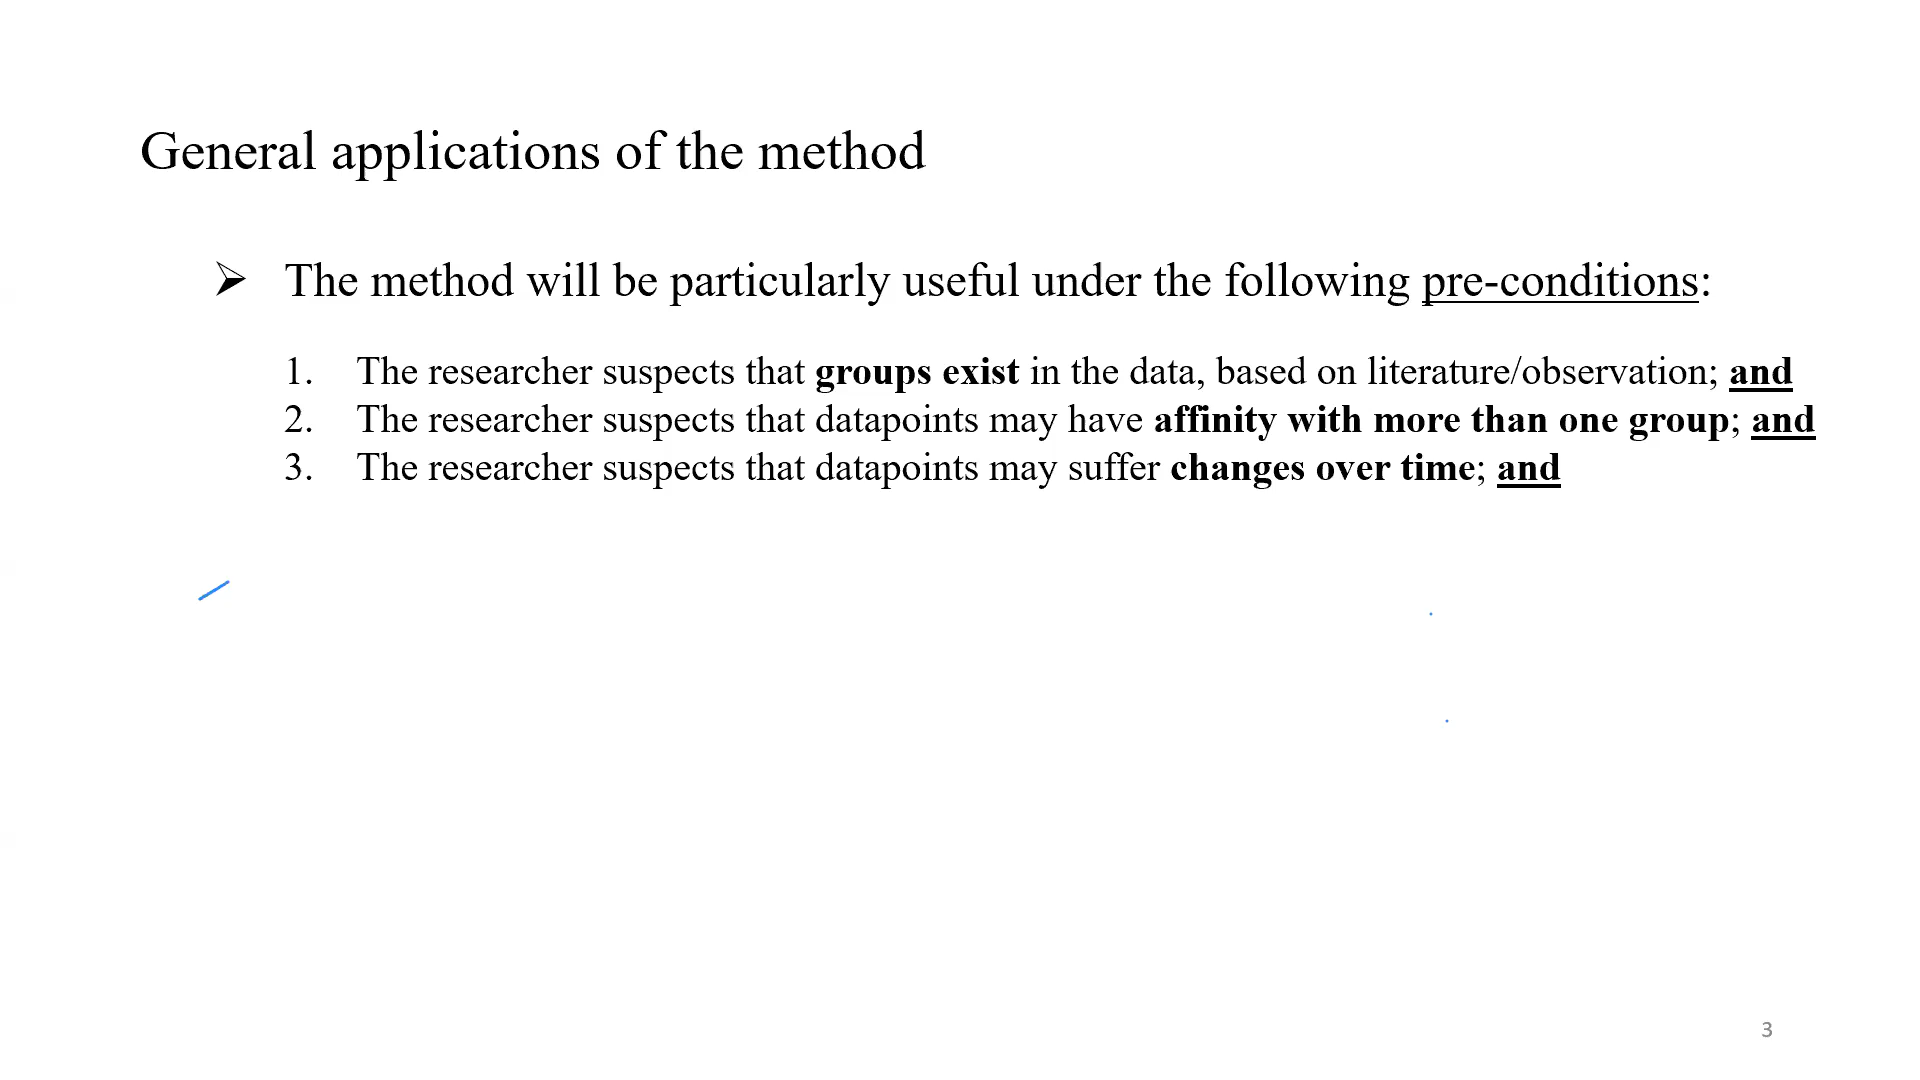 General applications of the method
➢ The method will be particularly useful under the following pre-conditions:
1. The researcher suspects that groups exist in the data, based on literature/observation; and
2. The researcher suspects that datapoints may have affinity with more than one group; and
3. The researcher suspects that datapoints may suffer changes over time; and
3